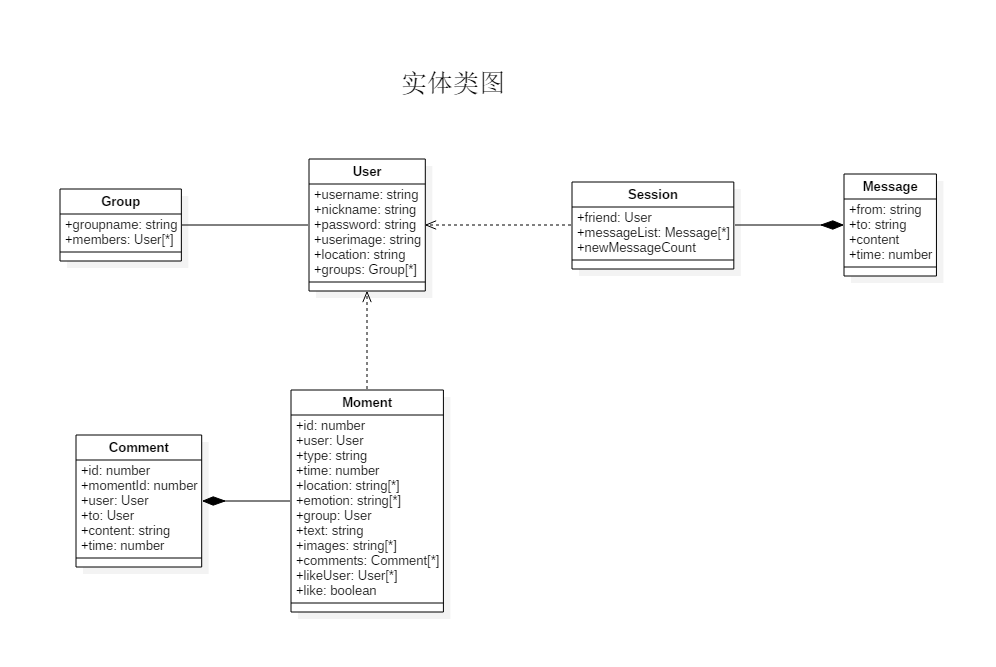 实体类图
Group
+groupname: string
+members: User[*]
User
+username: string
+nickname: string
+password: string
+userimage: string
+location: string
+groups: Group[*]
Session
+friend: User
+messageList: Message[*]
+newMessageCount
Message
+from: string
+to: string
+content
+time: number
Comment
+id: number
+momentId: number
+user: User
+to: User
+content: string
+time: number
Moment
+id: number
+user: User
+type: string
+time: number
+location: string[*]
+emotion: string[*]
+group: User
+text: string
+images: string[*]
+comments: Comment[*]
+likeUser: User[*]
+like: boolean